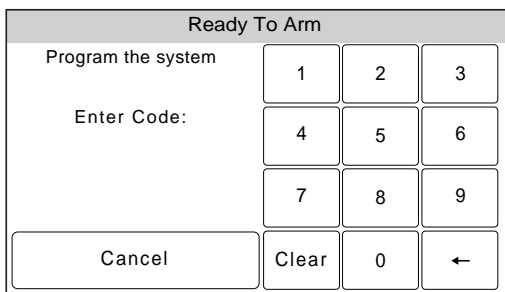 Ready To Arm
Program the system
Enter Code:
1 2 3
4 5 6
7 8 9
Cancel Clear 0 ←